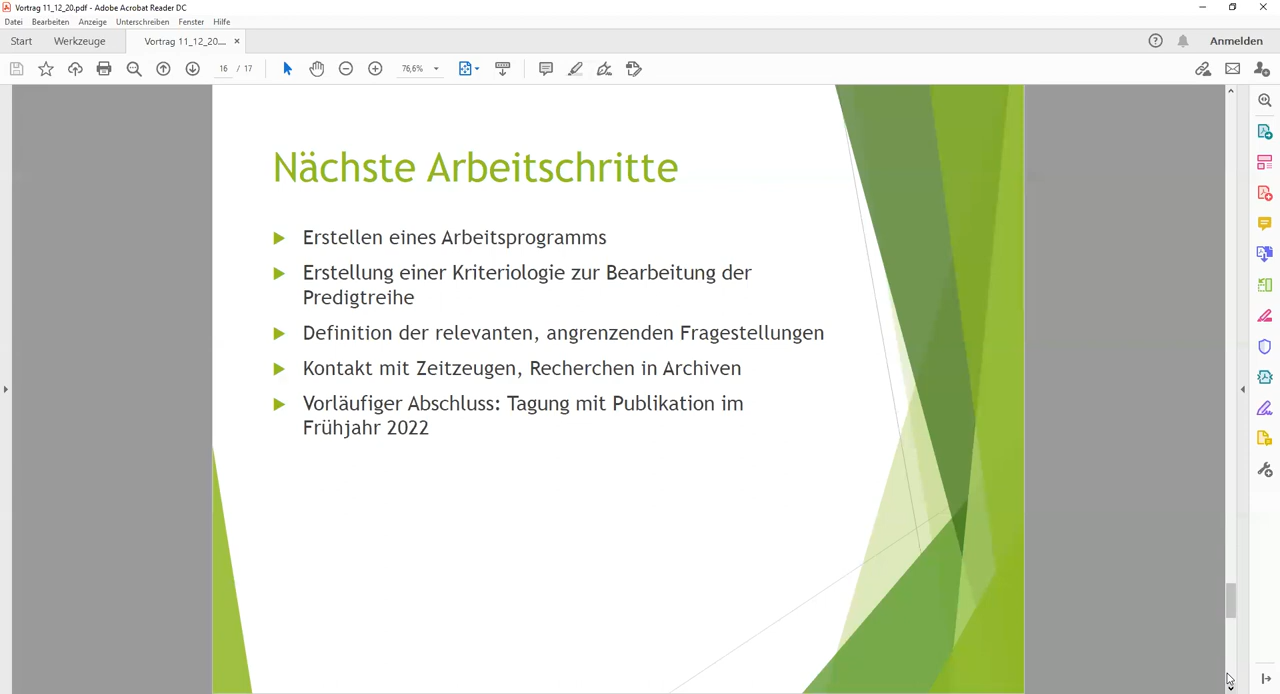 Vortrag 11_12_20.pdf - Adobe Acrobat Reader DC
Datei Bearbeiten Anzeige Unterschreiben Fenster Hilfe
Start Werkzeuge Vortrag 11_12_20.... × Anmelden
16 / 17 76,6%
Nächste Arbeitschritte
Erstellen eines Arbeitsprogramms
Erstellung einer Kriteriologie zur Bearbeitung der
Predigtreihe
Definition der relevanten, angrenzenden Fragestellungen
Kontakt mit Zeitzeugen, Recherchen in Archiven
Vorläufiger Abschluss: Tagung mit Publikation im
Frühjahr 2022